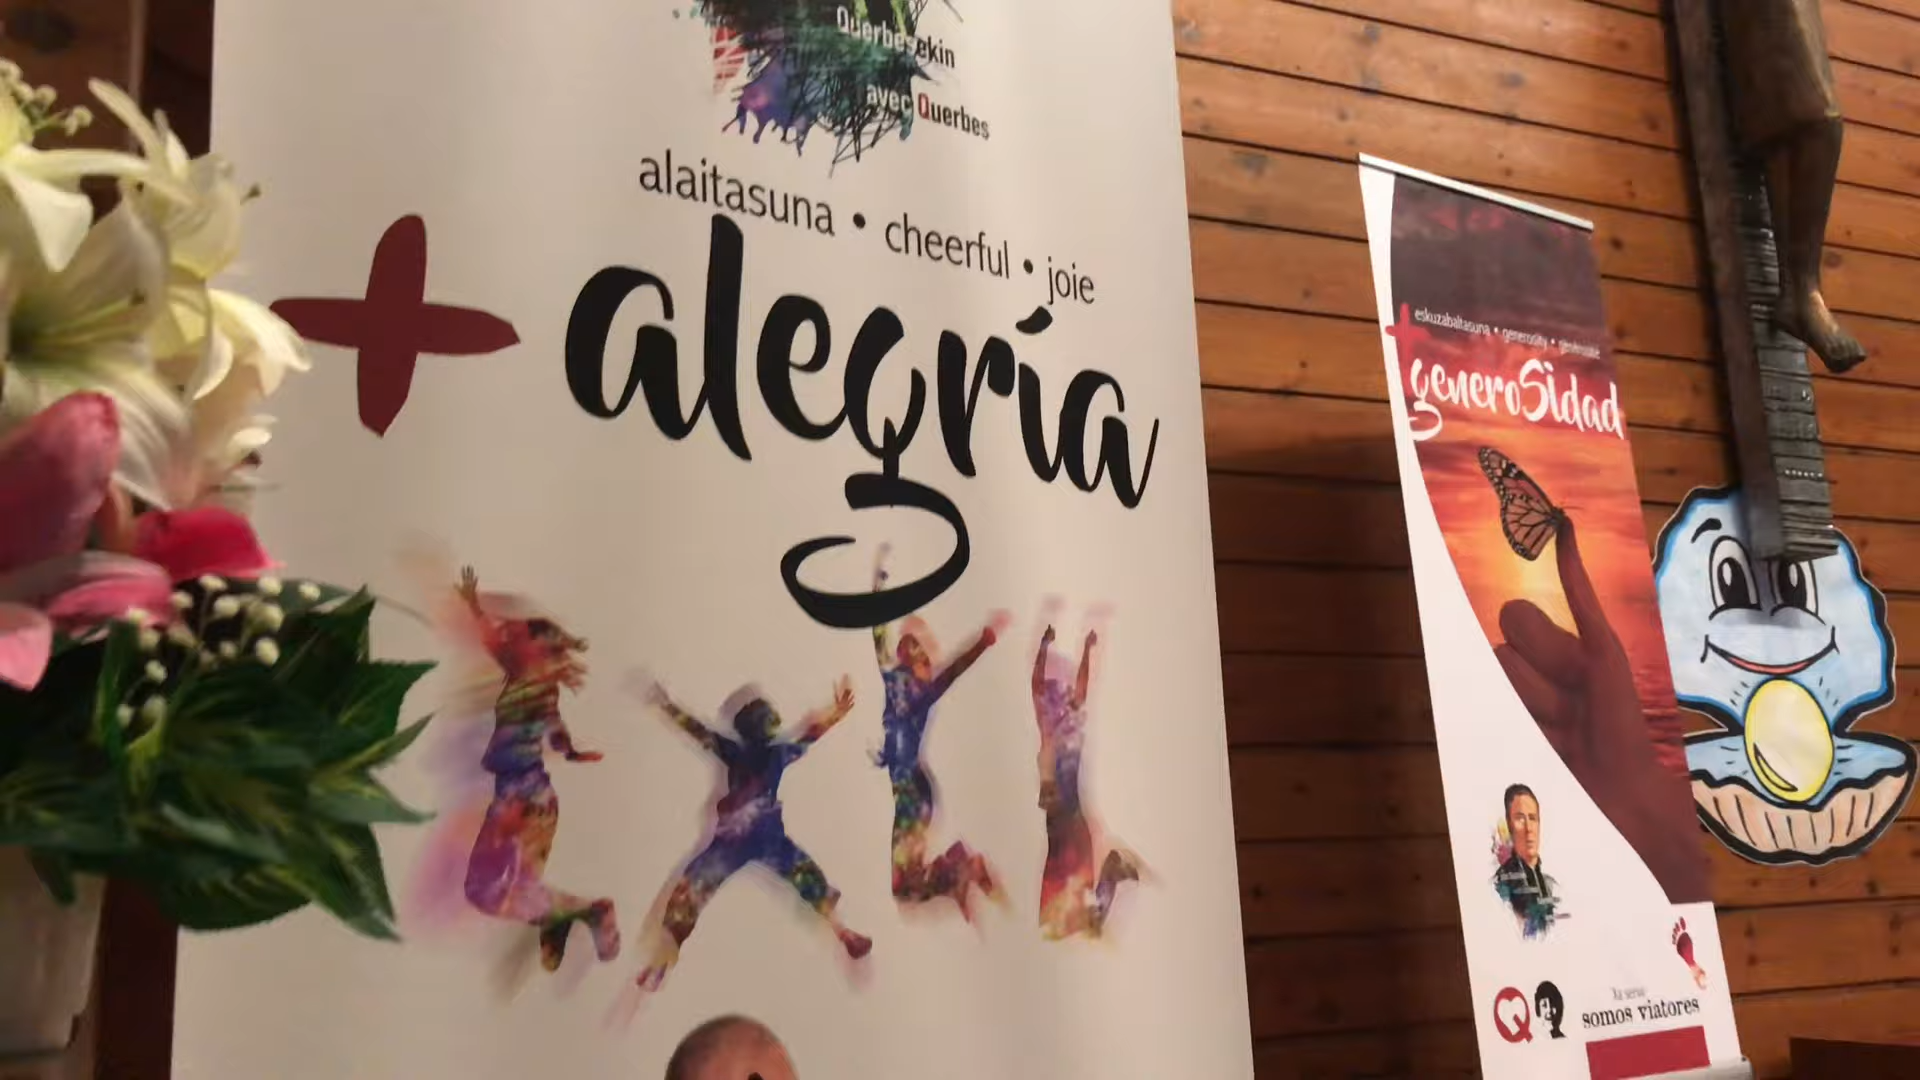 Querbesekin
avec Querbes
alaitasuna • cheerful • joie
+ alegría
eskuzabaltasuna • generosity • générosité
+ generoSidad
Q
somos viatores